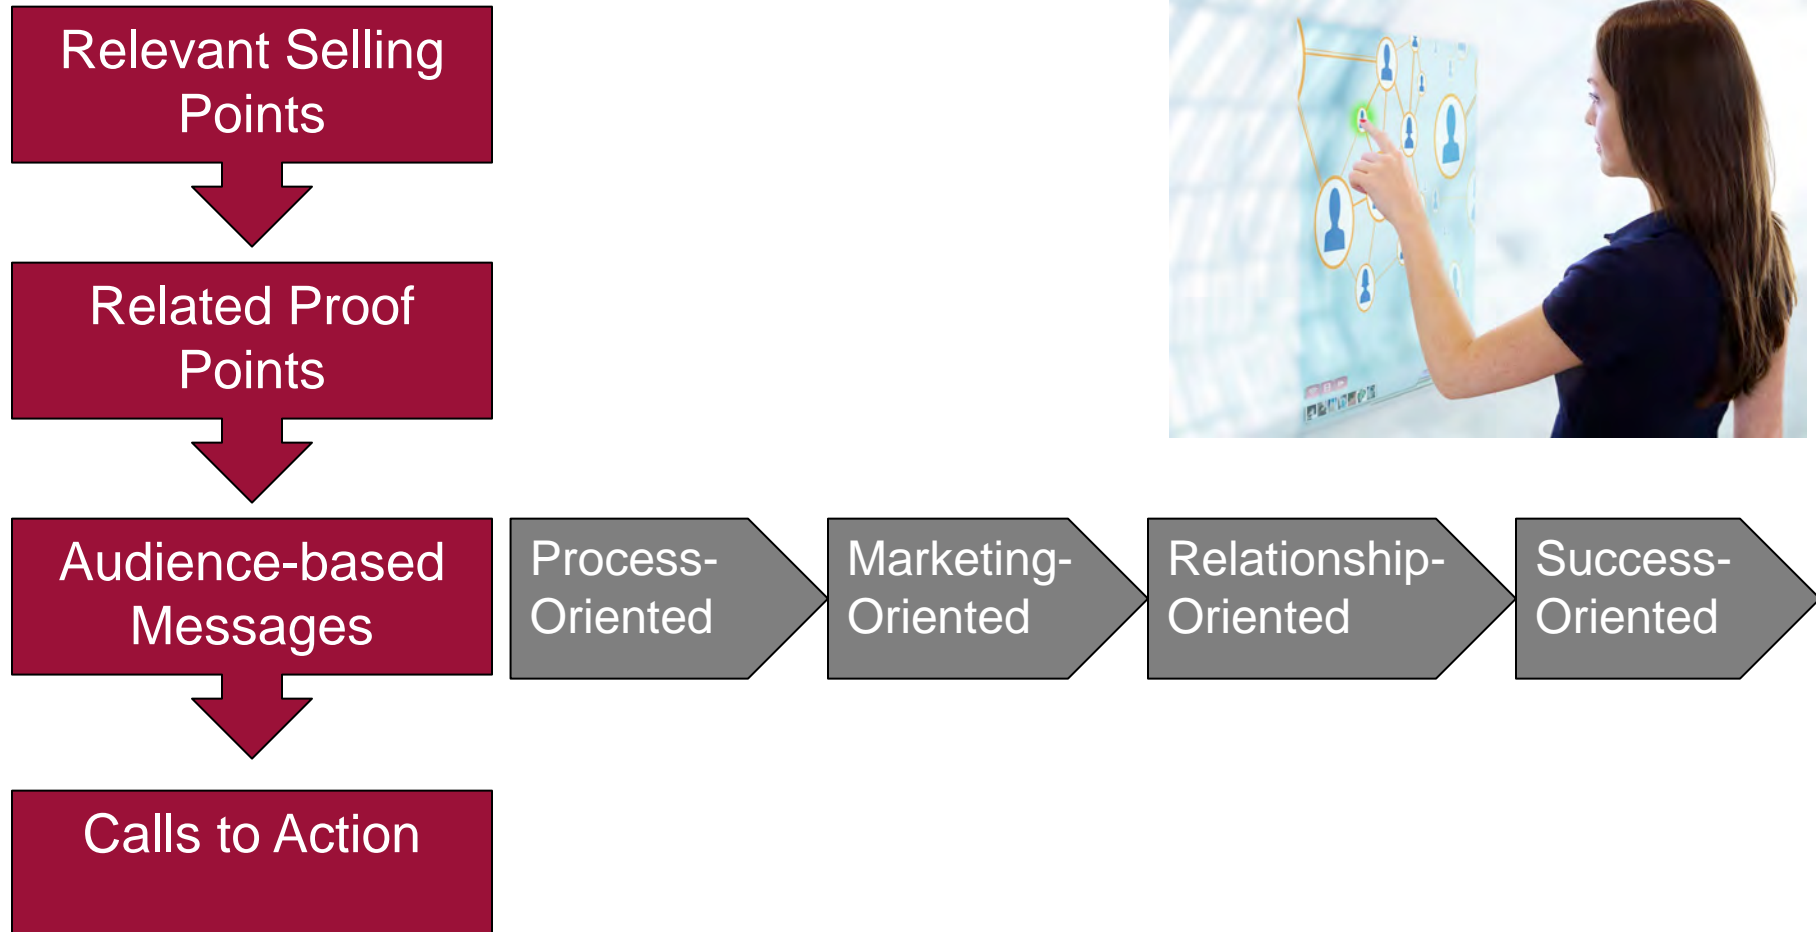 Relevant Selling
Points
Related Proof
Points
Audience-based
Messages
Process-
Oriented
Marketing-
Oriented
Relationship-
Oriented
Success-
Oriented
Calls to Action